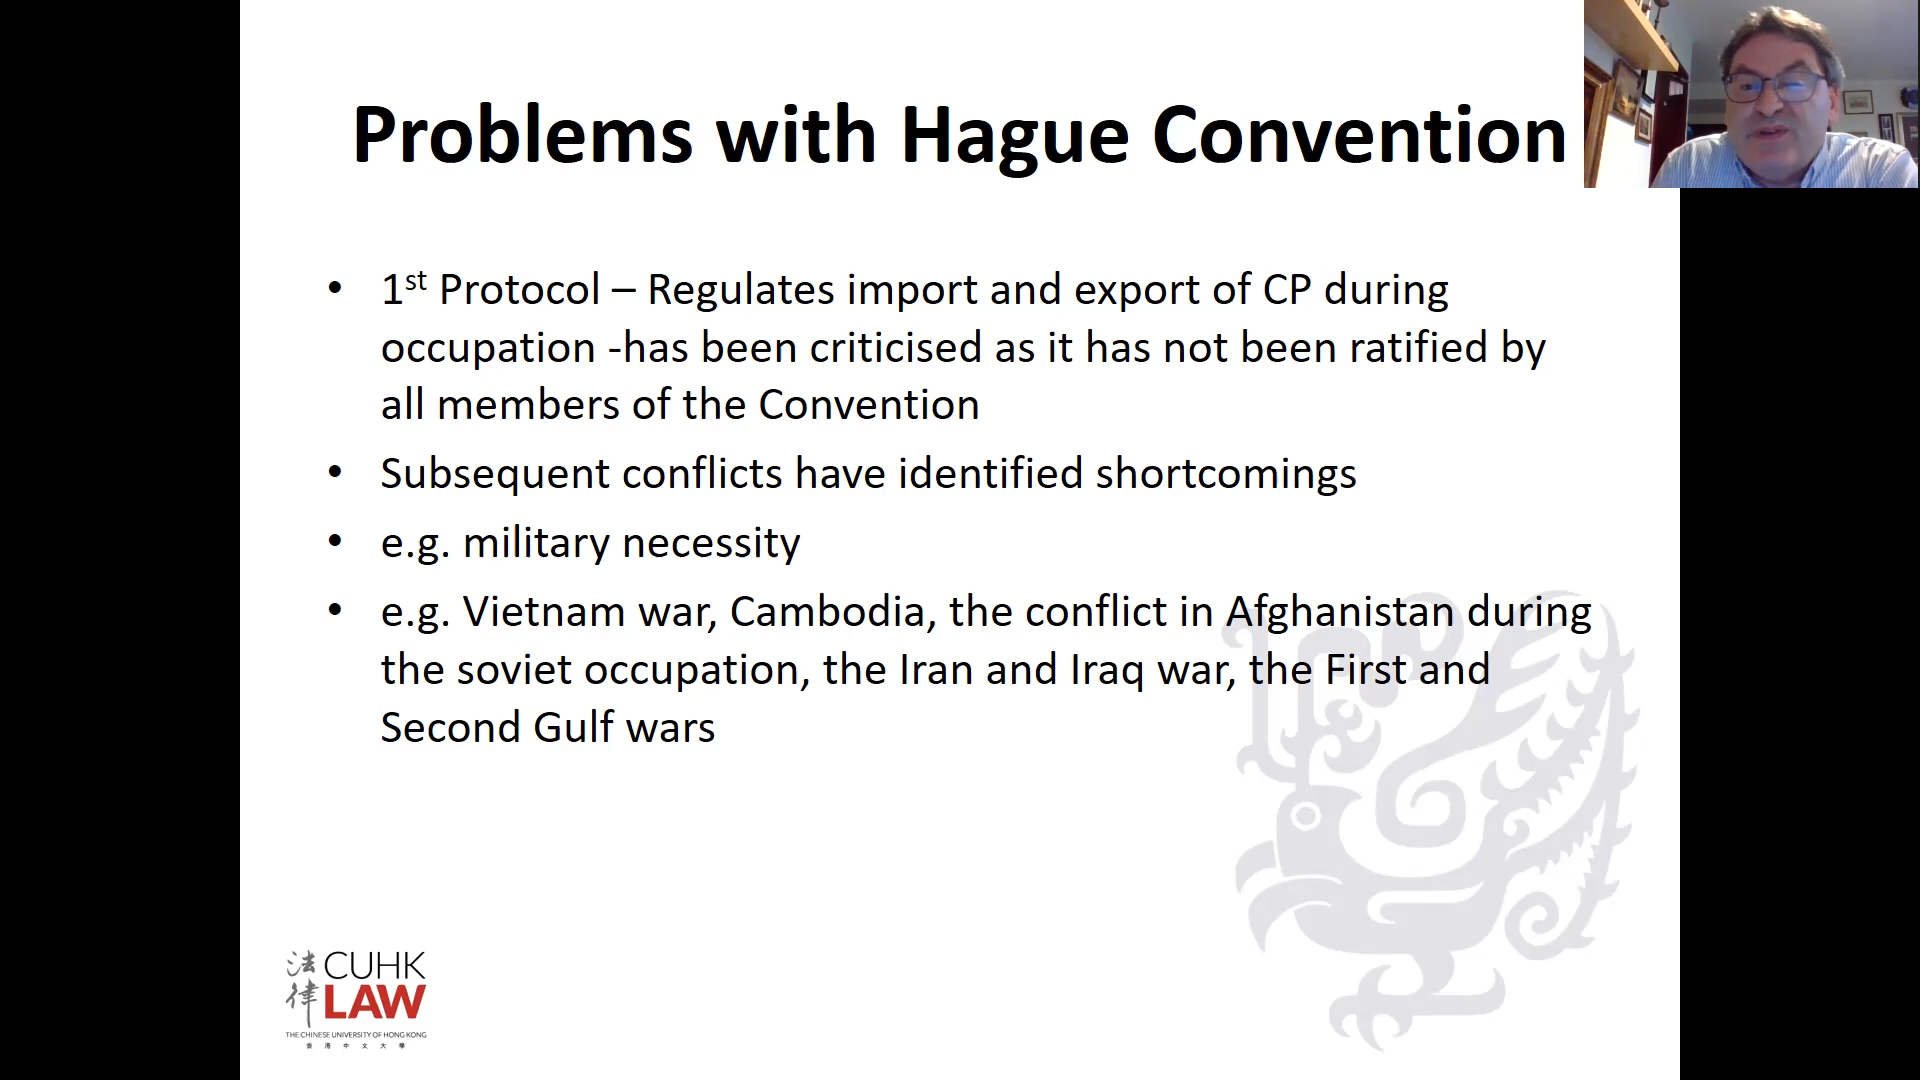 Problems with Hague Convention
• 1st Protocol – Regulates import and export of CP during
occupation -has been criticised as it has not been ratified by
all members of the Convention
• Subsequent conflicts have identified shortcomings
• e.g. military necessity
• e.g. Vietnam war, Cambodia, the conflict in Afghanistan during
the soviet occupation, the Iran and Iraq war, the First and
Second Gulf wars
法律 CUHK
LAW
THE CHINESE UNIVERSITY OF HONG KONG
香港中文大學